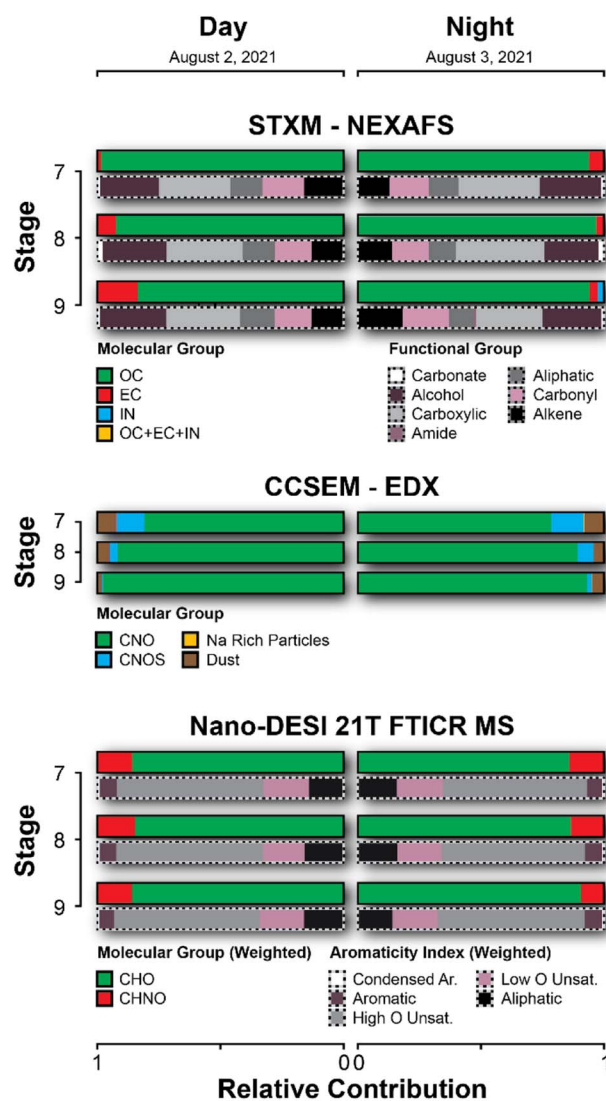 Day
Night
August 2, 2021
August 3, 2021
STXM - NEXAFS
Stage
7
8
9
Molecular Group
OC
EC
IN
OC+EC+IN
Functional Group
Carbonate
Alcohol
Carboxylic
Amide
Aliphatic
Carbonyl
Alkene
CCSEM - EDX
Stage
7
8
9
Molecular Group
CNO
CNOS
Na Rich Particles
Dust
Nano-DESI 21T FTICR MS
Stage
7
8
9
Molecular Group (Weighted)
CHO
CHNO
Aromaticity Index (Weighted)
Condensed Ar.
Aromatic
High O Unsat.
Low O Unsat.
Aliphatic
1
0
0
1
Relative Contribution